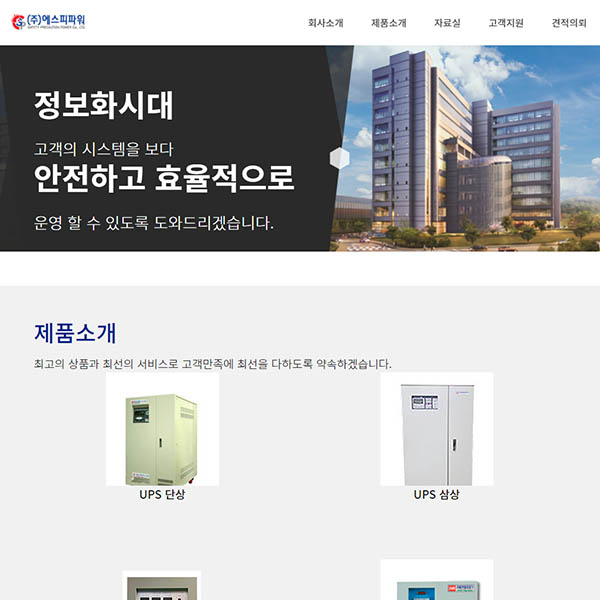 (주)에스피파워
회사소개 제품소개 자료실 고객지원 견적의뢰
정보화시대
고객의 시스템을 보다
안전하고 효율적으로
운영 할 수 있도록 도와드리겠습니다.
제품소개
최고의 상품과 최선의 서비스로 고객만족에 최선을 다하도록 약속하겠습니다.
UPS 단상
UPS 삼상